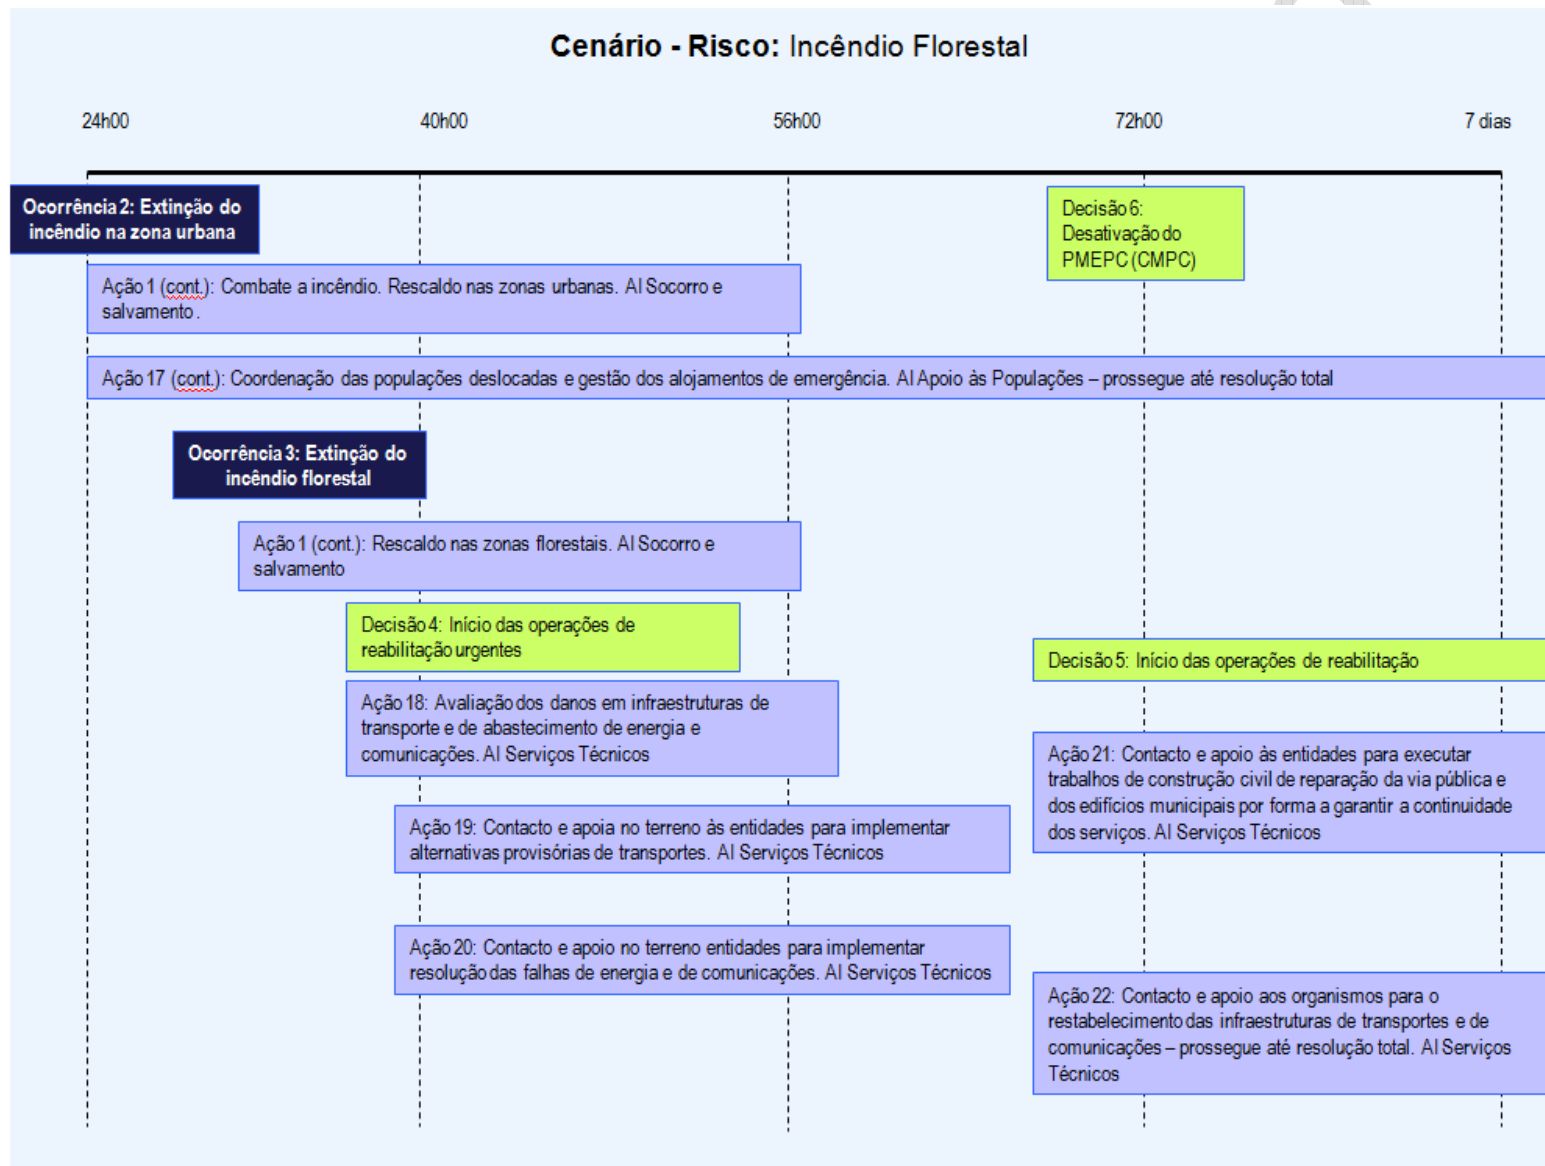 Cenário - Risco: Incêndio Florestal
24h00
40h00
56h00
72h00
7 dias
Ocorrência 2: Extinção do
incêndio na zona urbana
Decisão 6:
Desativação do
PMEPC (CMPC)
Ação 1 (cont.): Combate a incêndio. Rescaldo nas zonas urbanas. AI Socorro e
salvamento .
Ação 17 (cont.): Coordenação das populações deslocadas e gestão dos alojamentos de emergência. AI Apoio às Populações – prossegue até resolução total
Ocorrência 3: Extinção do
incêndio florestal
Ação 1 (cont.): Rescaldo nas zonas florestais. AI Socorro e
salvamento
Decisão 4: Início das operações de
reabilitação urgentes
Decisão 5: Início das operações de reabilitação
Ação 18: Avaliação dos danos em infraestruturas de
transporte e de abastecimento de energia e
comunicações. AI Serviços Técnicos
Ação 21: Contacto e apoio às entidades para executar
trabalhos de construção civil de reparação da via pública e
dos edifícios municipais por forma a garantir a continuidade
dos serviços. AI Serviços Técnicos
Ação 19: Contacto e apoia no terreno às entidades para implementar
alternativas provisórias de transportes. AI Serviços Técnicos
Ação 20: Contacto e apoio no terreno entidades para implementar
resolução das falhas de energia e de comunicações. AI Serviços Técnicos
Ação 22: Contacto e apoio aos organismos para o
restabelecimento das infraestruturas de transportes e de
comunicações – prossegue até resolução total. AI Serviços
Técnicos